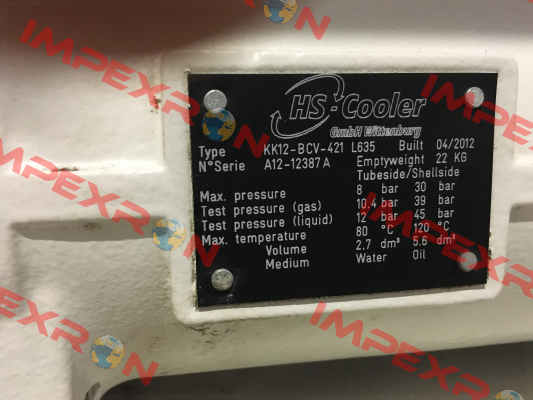 HS-Cooler
GmbH Wittenburg
Type KK12-BCV-421 L635 Built 04/2012
N°Serie A12-12387A Emptyweight 22 KG
Tubeside/Shellside
Max. pressure 8 bar 30 bar
Test pressure (gas) 10.4 bar 39 bar
Test pressure (liquid) 12 bar 45 bar
Max. temperature 80 °C 120 °C
Volume 2.7 dm³ 5.6 dm³
Medium Water Oil
IMPEXRON
IMPEXRON
IMPEXRON
IMPEXRON
IMPEXRON